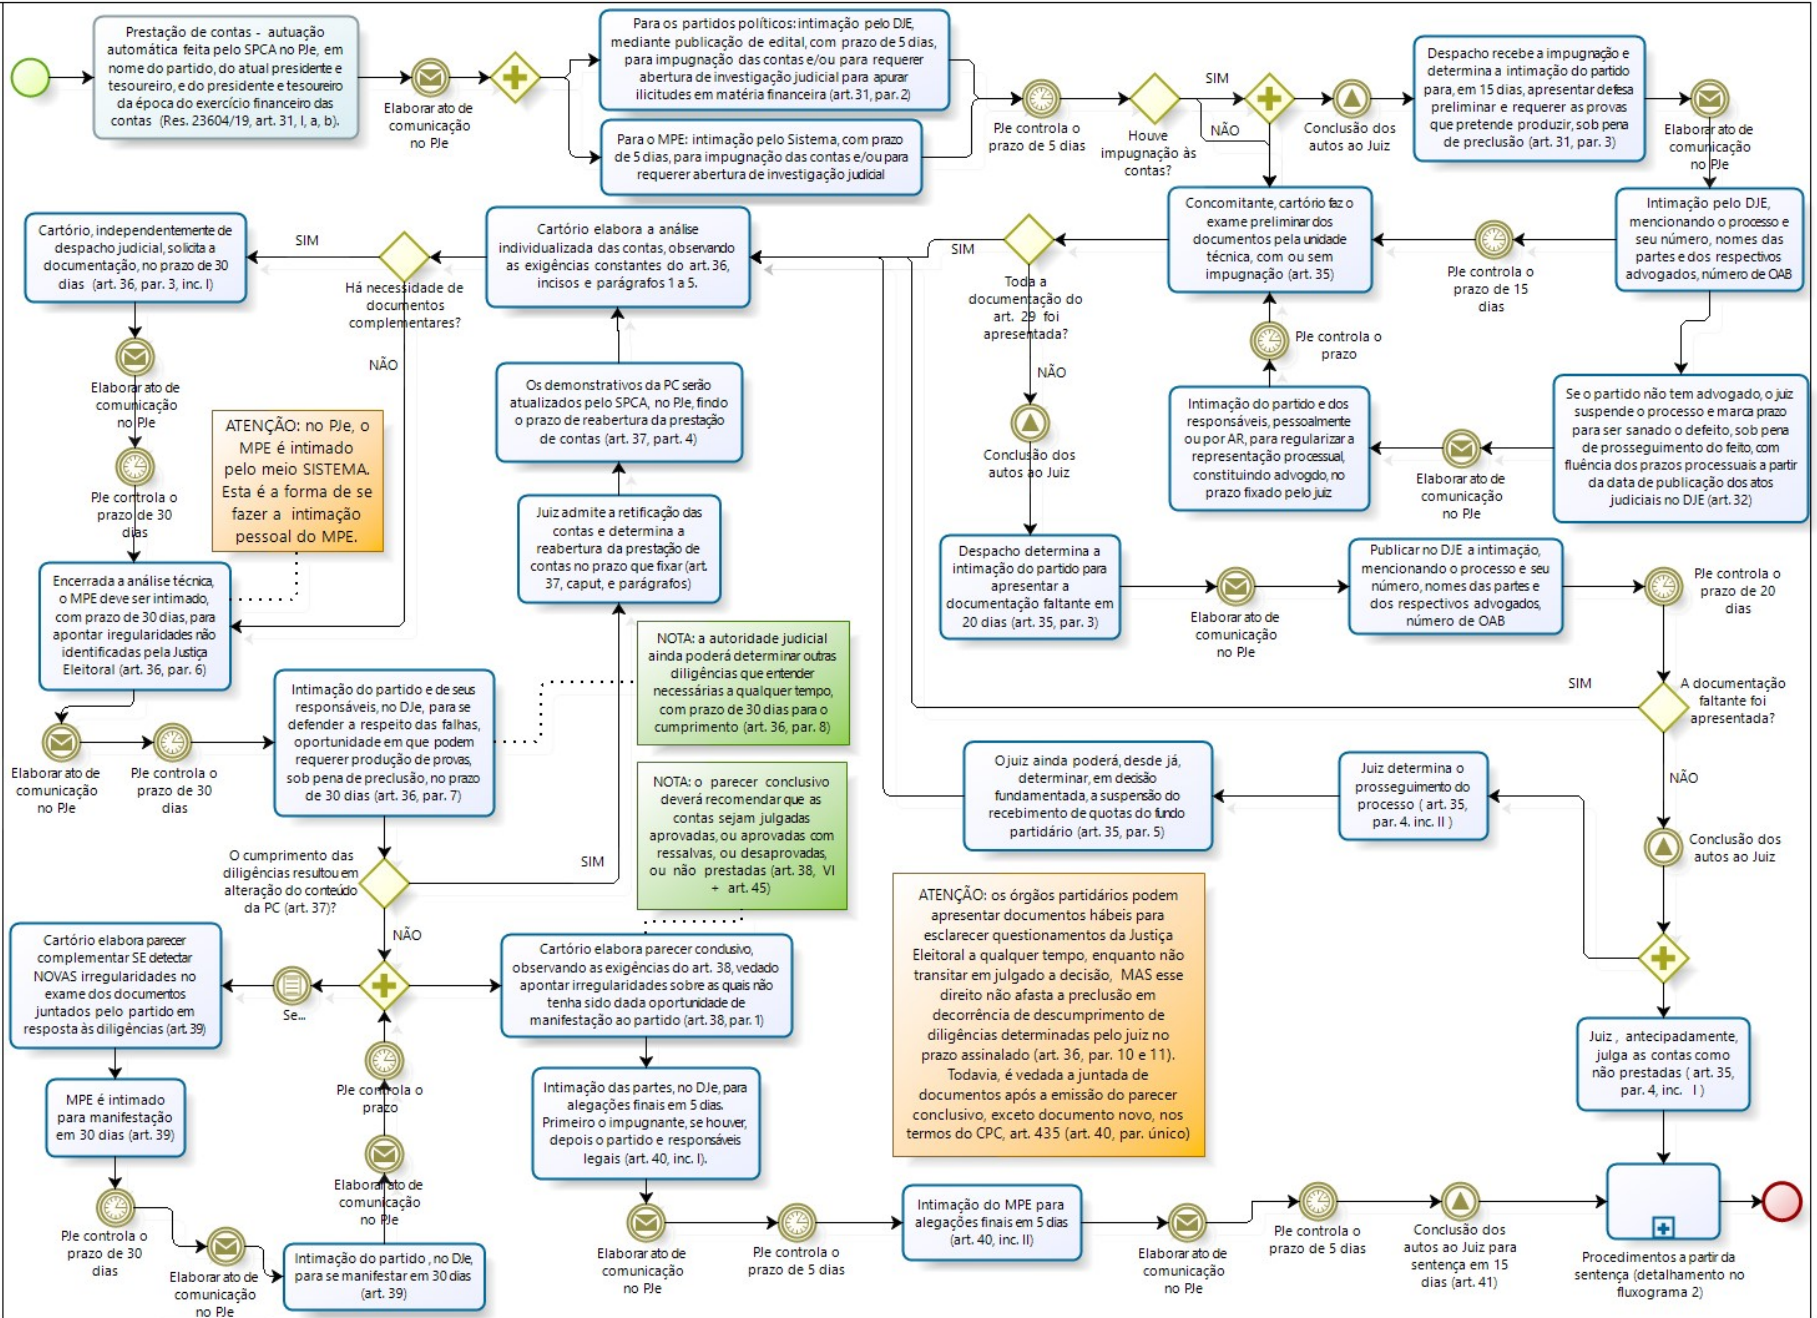 Prestação de contas - autuação
automática feita pelo SPCA no PJe, em
nome do partido, do atual presidente e
tesoureiro, e do presidente e tesoureiro
da época do exercício financeiro das
contas (Res. 23604/19, art. 31, I, a, b).
Elaborar ato de
comunicação
no PJe
Para os partidos políticos: intimação pelo DJE,
mediante publicação de edital, com prazo de 5 dias,
para impugnação das contas e/ou para requerer
abertura de investigação judicial para apurar
ilicitudes em matéria financeira (art. 31, par. 2)
Para o MPE: intimação pelo Sistema, com prazo
de 5 dias, para impugnação das contas e/ou para
requerer abertura de investigação judicial
PJe controla o
prazo de 5 dias
Houve
impugnação às
contas?
SIM
NÃO
Conclusão dos
autos ao Juiz
Despacho recebe a impugnação e
determina a intimação do partido
para, em 15 dias, apresentar defesa
preliminar e requerer as provas
que pretende produzir, sob pena
de preclusão (art. 31, par. 3)
Elaborar ato de
comunicação
no PJe
Intimação pelo DJE,
mencionando o processo e
seu número, nomes das
partes e dos respectivos
advogados, número de OAB
PJe controla o
prazo de 15
dias
Concomitante, cartório faz o
exame preliminar dos
documentos pela unidade
técnica, com ou sem
impugnação (art. 35)
PJe controla o
prazo
Se o partido não tem advogado, o juiz
suspende o processo e marca prazo
para ser sanado o defeito, sob pena
de prosseguimento do feito, com
fluência dos prazos processuais a partir
da data de publicação dos atos
judiciais no DJE (art. 32)
Elaborar ato de
comunicação
no PJe
Intimação do partido e dos
responsáveis, pessoalmente
ou por AR, para regularizar a
representação processual,
constituindo advogdo, no
prazo fixado pelo juiz
Toda a
documentação do
art. 29 foi
apresentada?
SIM
NÃO
Conclusão dos
autos ao Juiz
Despacho determina a
intimação do partido para
apresentar a
documentação faltante em
20 dias (art. 35, par. 3)
Elaborar ato de
comunicação
no PJe
Publicar no DJE a intimação,
mencionando o processo e seu
número, nomes das partes e
dos respectivos advogados,
número de OAB
PJe controla o
prazo de 20
dias
A documentação
faltante foi
apresentada?
SIM
NÃO
Conclusão dos
autos ao Juiz
Juiz determina o
prosseguimento do
processo ( art. 35,
par. 4. inc. II )
O juiz ainda poderá, desde já,
determinar, em decisão
fundamentada, a suspensão do
recebimento de quotas do fundo
partidário (art. 35, par. 5)
Juiz , antecipadamente,
julga as contas como
não prestadas ( art. 35,
par. 4, inc. I )
Cartório elabora a análise
individualizada das contas, observando
as exigências constantes do art. 36,
incisos e parágrafos 1 a 5.
Há necessidade de
documentos
complementares?
SIM
NÃO
Cartório, independentemente de
despacho judicial, solicita a
documentação, no prazo de 30
dias (art. 36, par. 3, inc. I)
Elaborar ato de
comunicação
no PJe
PJe controla o
prazo de 30
dias
ATENÇÃO: no PJe, o
MPE é intimado
pelo meio SISTEMA.
Esta é a forma de se
fazer a intimação
pessoal do MPE.
Encerrada a análise técnica,
o MPE deve ser intimado,
com prazo de 30 dias, para
apontar irregularidades não
identificadas pela Justiça
Eleitoral (art. 36, par. 6)
Elaborar ato de
comunicação
no PJe
PJe controla o
prazo de 30
dias
Intimação do partido e de seus
responsáveis, no DJe, para se
defender a respeito das falhas,
oportunidade em que podem
requerer produção de provas,
sob pena de preclusão, no prazo
de 30 dias (art. 36, par. 7)
NOTA: a autoridade judicial
ainda poderá determinar outras
diligências que entender
necessárias a qualquer tempo,
com prazo de 30 dias para o
cumprimento (art. 36, par. 8)
Os demonstrativos da PC serão
atualizados pelo SPCA, no PJe, findo
o prazo de reabertura da prestação
de contas (art. 37, part. 4)
Juiz admite a retificação das
contas e determina a
reabertura da prestação de
contas no prazo que fixar (art.
37, caput, e parágrafos)
O cumprimento das
diligências resultou em
alteração do conteúdo
da PC (art. 37)?
SIM
NÃO
NOTA: o parecer conclusivo
deverá recomendar que as
contas sejam julgadas
aprovadas, ou aprovadas com
ressalvas, ou desaprovadas,
ou não prestadas (art. 38, VI
+ art. 45)
Cartório elabora parecer
complementar SE detectar
NOVAS irregularidades no
exame dos documentos
juntados pelo partido em
resposta às diligências (art. 39)
Se...
MPE é intimado
para manifestação
em 30 dias (art. 39)
PJe controla o
prazo de 30
dias
Elaborar ato de
comunicação
no PJe
Intimação do partido , no DJe,
para se manifestar em 30 dias
(art. 39)
Elaborar ato de
comunicação
no PJe
PJe controla o
prazo
Cartório elabora parecer conclusivo,
observando as exigências do art. 38, vedado
apontar irregularidades sobre as quais não
tenha sido dada oportunidade de
manifestação ao partido (art. 38, par. 1)
Intimação das partes, no DJe, para
alegações finais em 5 dias.
Primeiro o impugnante, se houver,
depois o partido e responsáveis
legais (art. 40, inc. I).
ATENÇÃO: os órgãos partidários podem
apresentar documentos hábeis para
esclarecer questionamentos da Justiça
Eleitoral a qualquer tempo, enquanto não
transitar em julgado a decisão, MAS esse
direito não afasta a preclusão em
decorrência de descumprimento de
diligências determinadas pelo juiz no
prazo assinalado (art. 36, par. 10 e 11).
Todavia, é vedada a juntada de
documentos após a emissão do parecer
conclusivo, exceto documento novo, nos
termos do CPC, art. 435 (art. 40, par. único)
Elaborar ato de
comunicação
no PJe
PJe controla o
prazo de 5 dias
Intimação do MPE para
alegações finais em 5 dias
(art. 40, inc. II)
Elaborar ato de
comunicação
no PJe
PJe controla o
prazo de 5 dias
Conclusão dos
autos ao Juiz para
sentença em 15
dias (art. 41)
Procedimentos a partir da
sentença (detalhamento no
fluxograma 2)